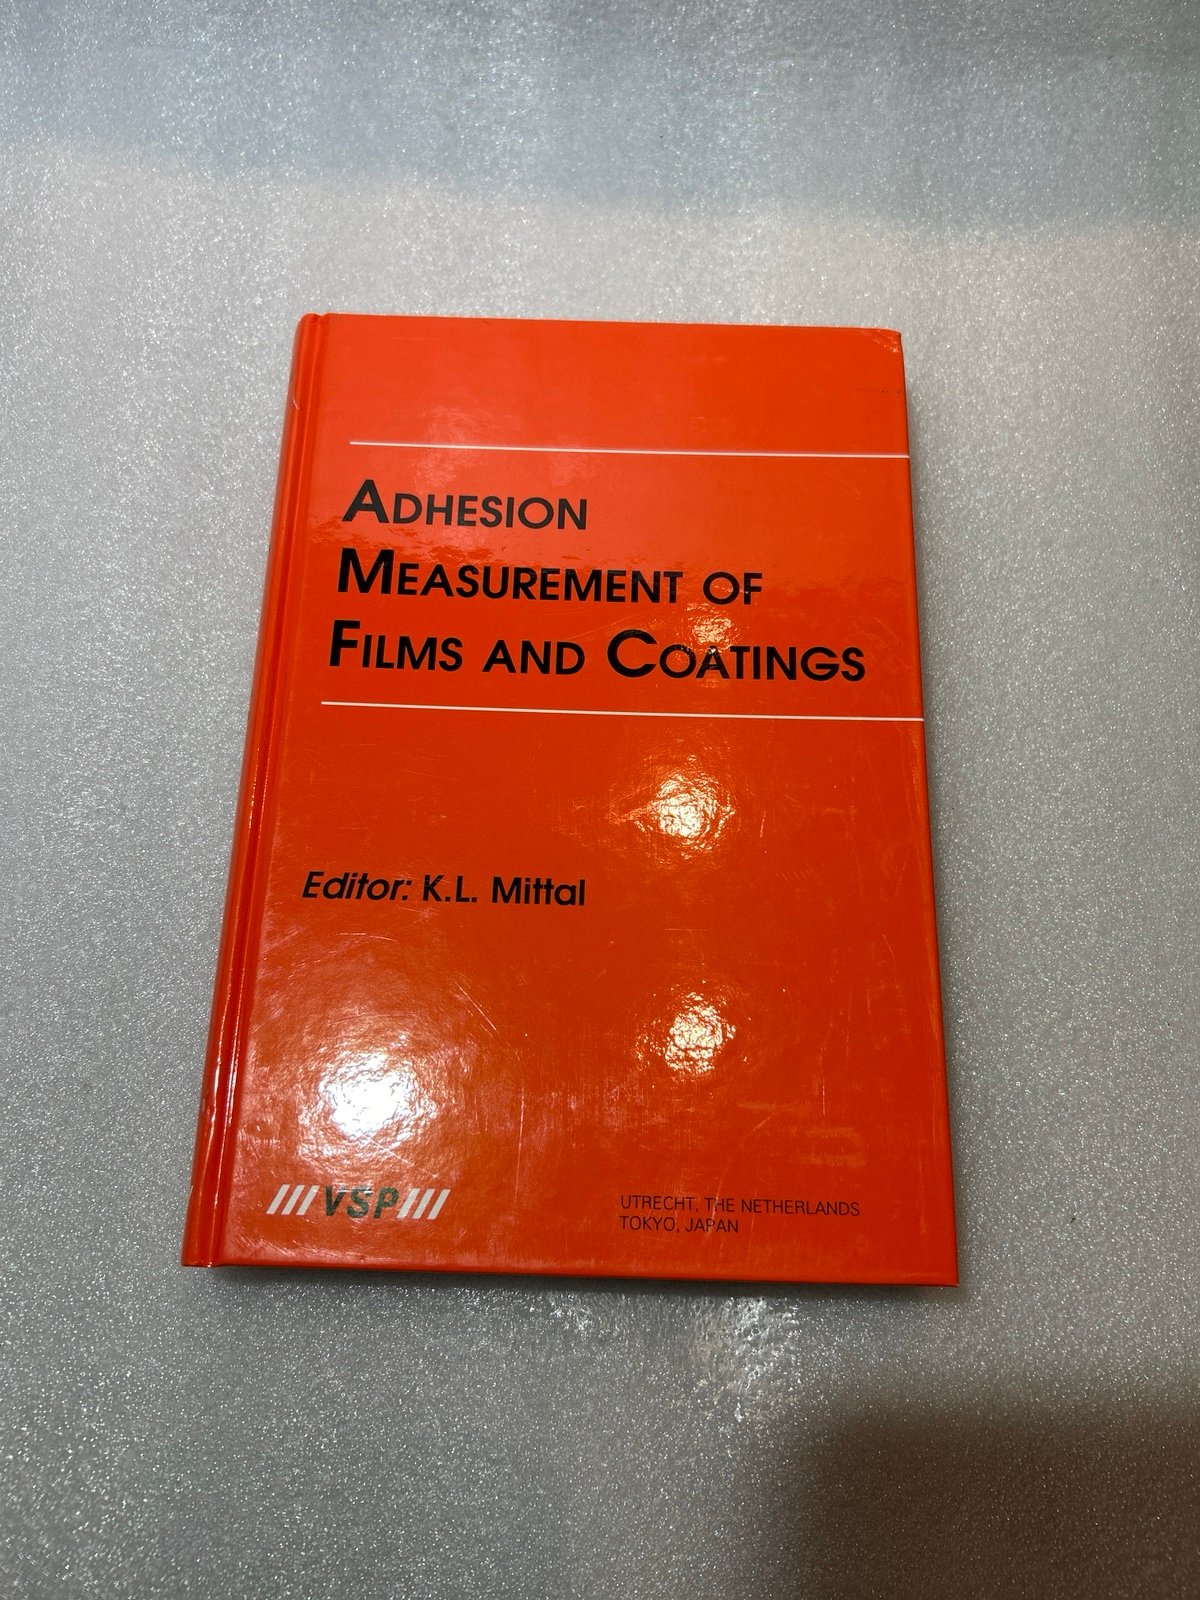 ADHESION
MEASUREMENT OF
FILMS AND COATINGS
Editor: K.L. Mittal
VSP
UTRECHT, THE NETHERLANDS
TOKYO, JAPAN